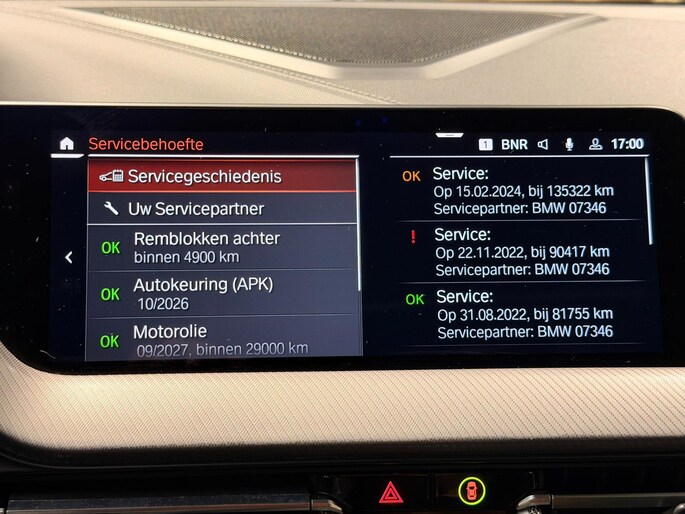 Servicebehoefte
1 BNR 17:00
Servicegeschiedenis
Uw Servicepartner
OK Remblokken achter
binnen 4900 km
OK Autokeuring (APK)
10/2026
OK Motorolie
09/2027, binnen 29000 km
OK Service:
Op 15.02.2024, bij 135322 km
Servicepartner: BMW 07346
! Service:
Op 22.11.2022, bij 90417 km
Servicepartner: BMW 07346
OK Service:
Op 31.08.2022, bij 81755 km
Servicepartner: BMW 07346